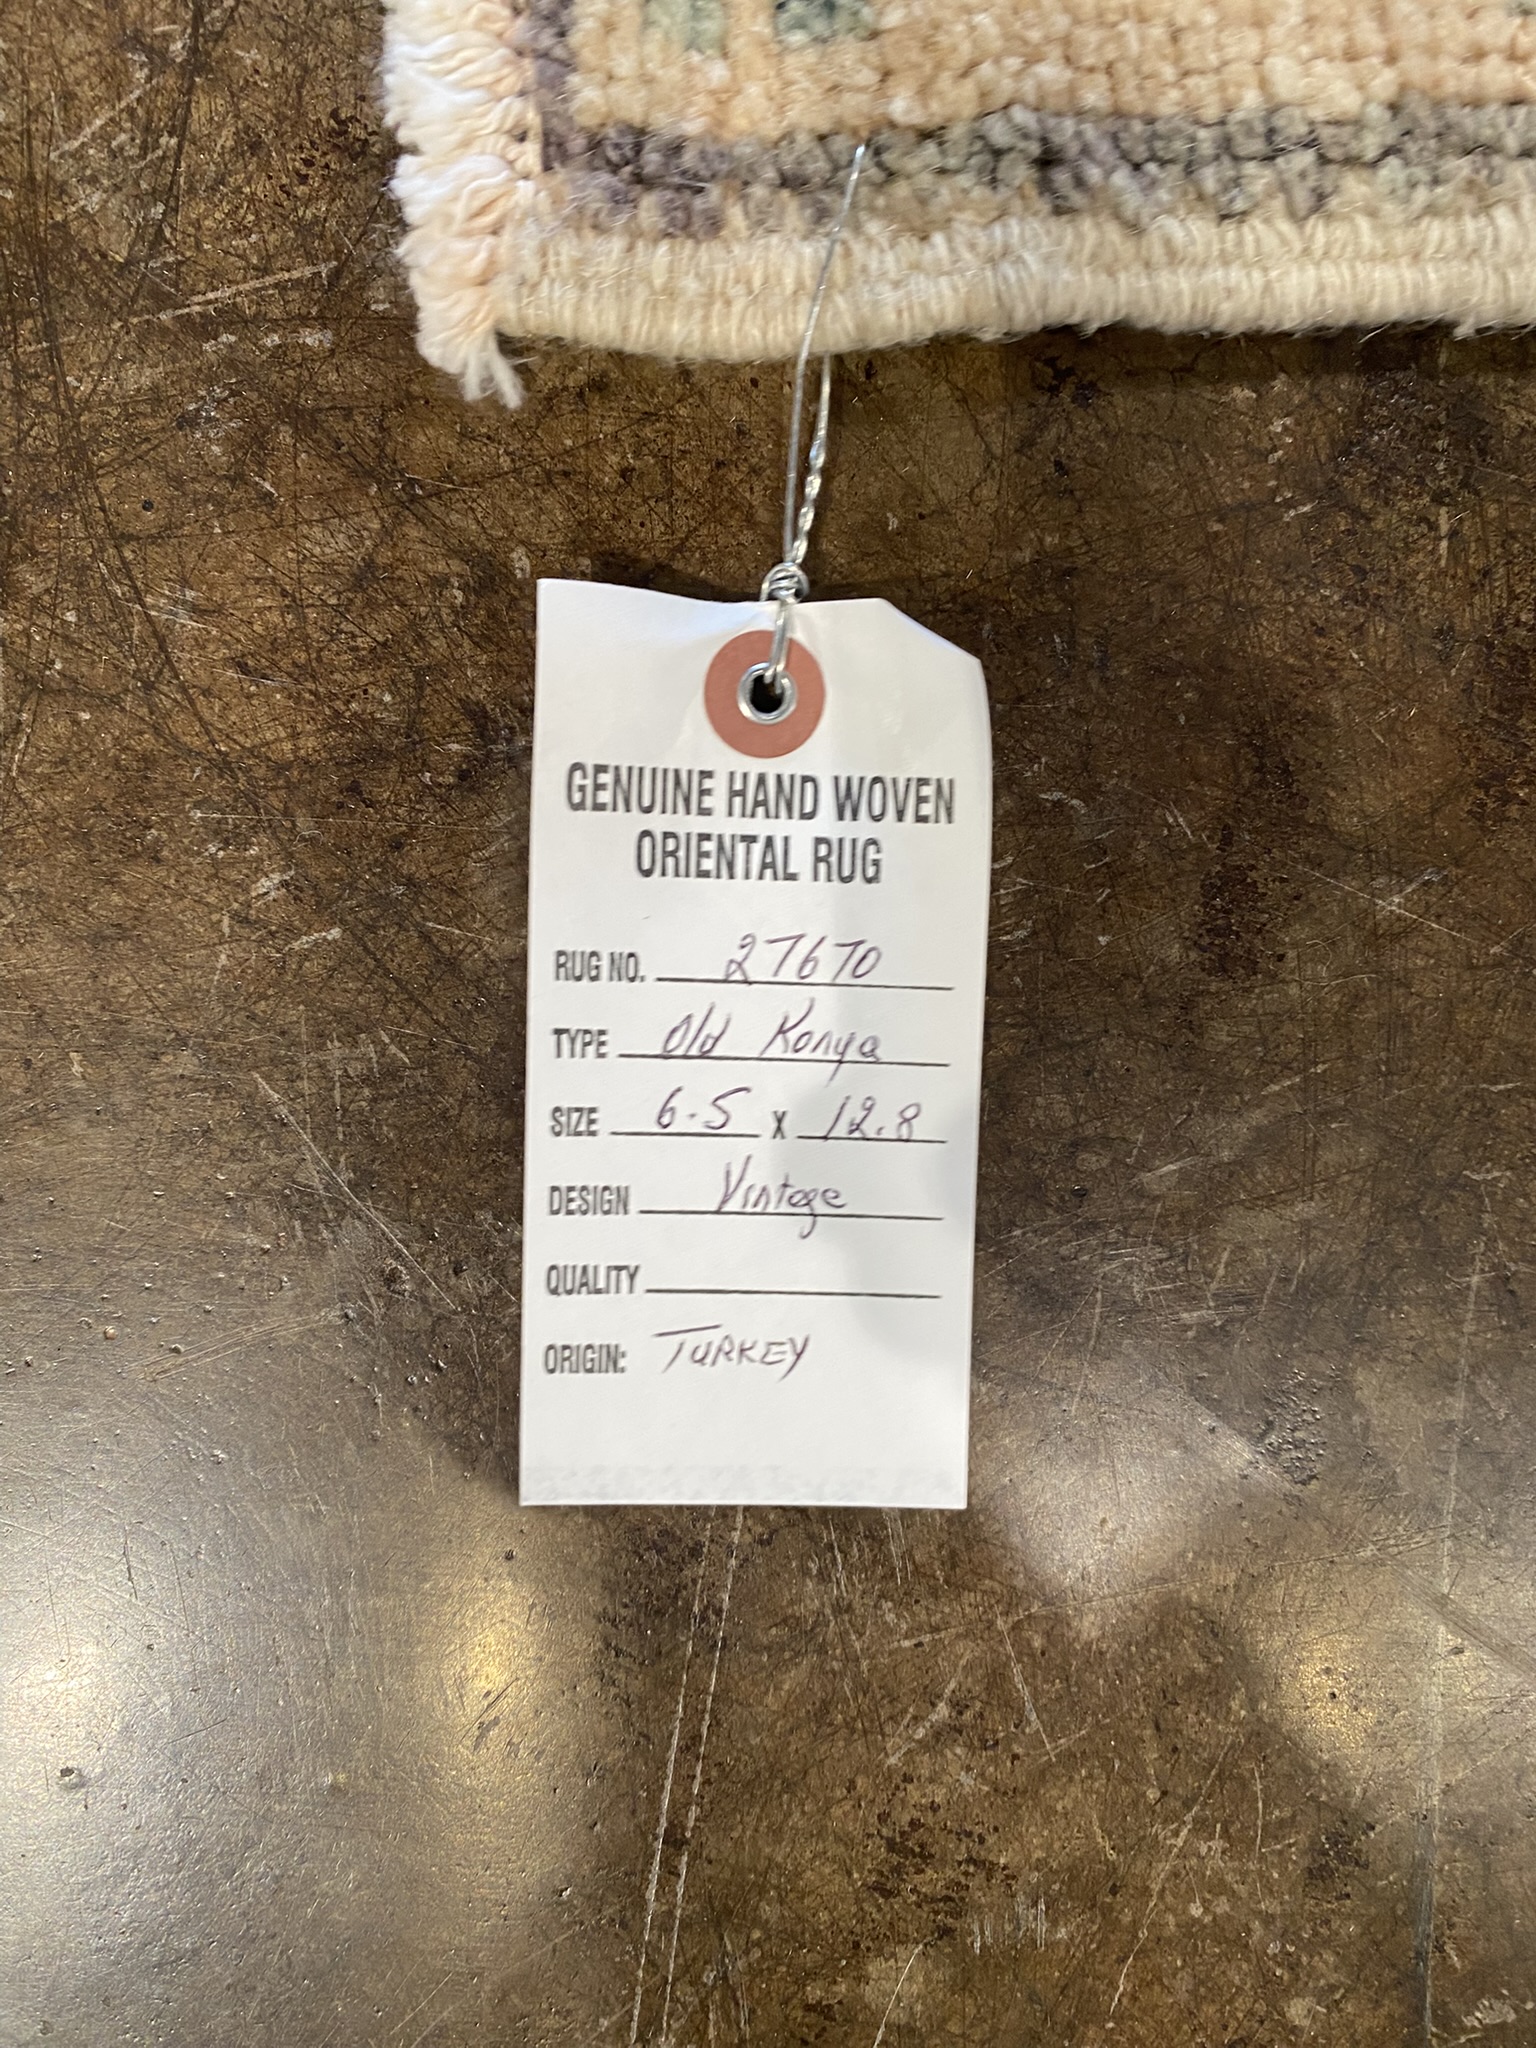 GENUINE HAND WOVEN
ORIENTAL RUG
RUG NO. 27670
TYPE Old Konya
SIZE 6.5 X 12.8
DESIGN Vintage
QUALITY
ORIGIN: TURKEY